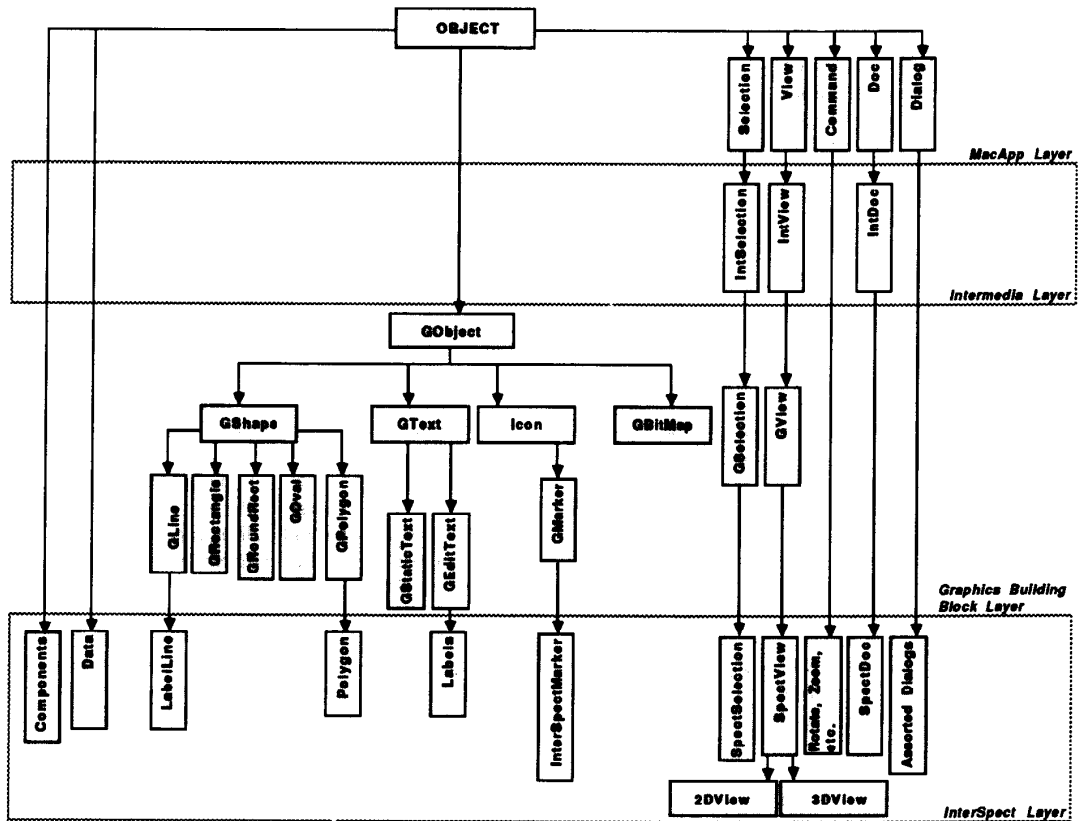 OBJECT
Selection
View
Command
Doc
Dialog
MacApp Layer
IntSelection
IntView
IntDoc
Intermedia Layer
GObject
GShape
GText
Icon
GBitMap
GSelection
GView
GLine
GRectangle
GRoundRect
GOval
GPolygon
GStaticText
GEditText
GMarker
Graphics Building
Block Layer
Components
Data
LabelLine
Polygon
Labels
InterSpectMarker
SpectSelection
SpectView
Rotate, Zoom,
etc.
SpectDoc
Assorted Dialogs
2DView
3DView
InterSpect Layer